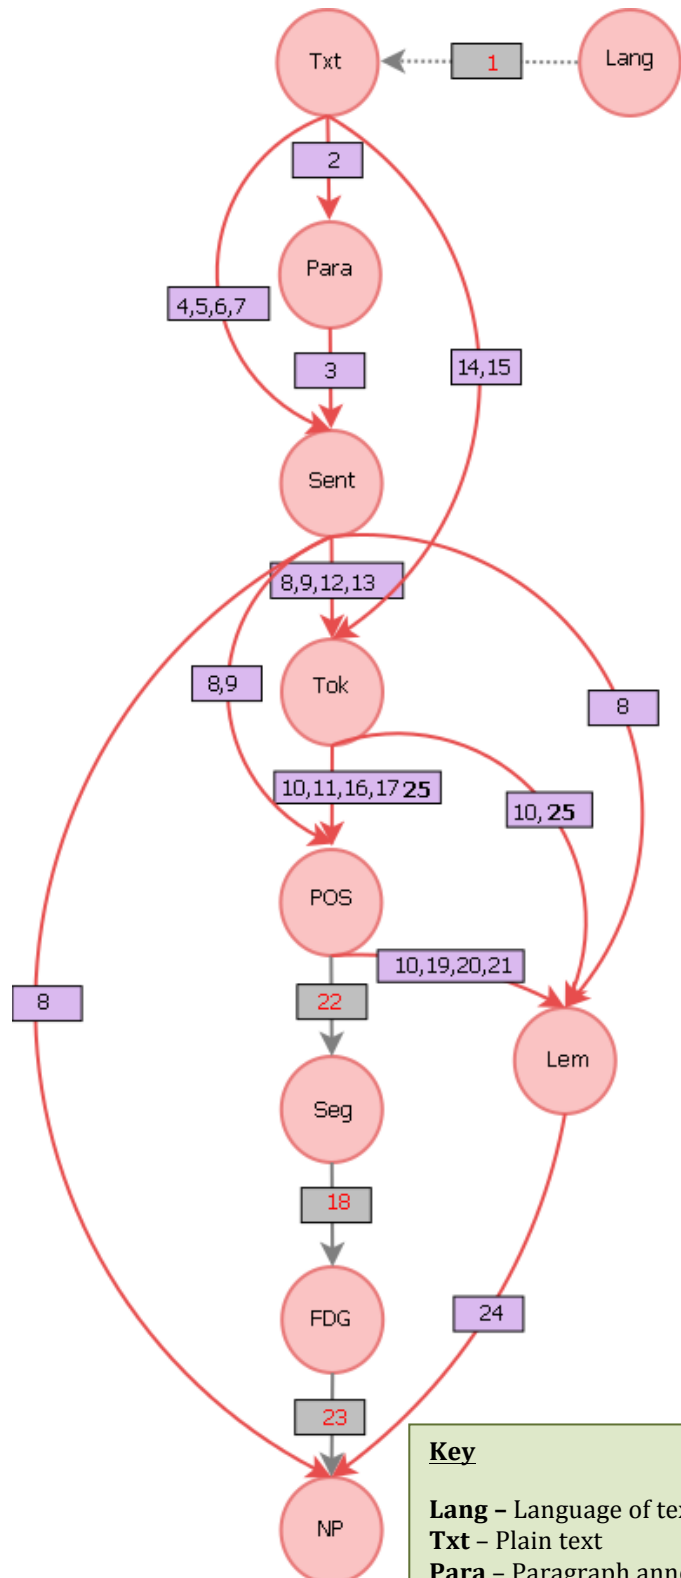 Txt
1
Lang
2
Para
4,5,6,7
3
14,15
Sent
8,9,12,13
8,9
Tok
8
10,11,16,17 25
10, 25
POS
10,19,20,21
8
22
Lem
Seg
18
FDG
24
23
Key
NP
Lang – Language of
Txt – Plain text
Para – Paragraph